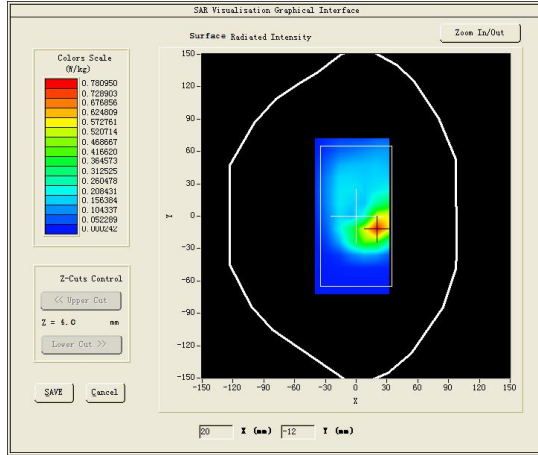 SAR Visualisation Graphical Interface
Surface Radiated Intensity
Zoom In/Out
Colors Scale
(W/kg)
0.780950
0.728903
0.676856
0.624809
0.572761
0.520714
0.468667
0.416620
0.364573
0.312525
0.260478
0.208431
0.156384
0.104337
0.052289
0.000242
Z-Cuts Control
<< Upper Cut
Z = 4.0 mm
Lower Cut >>
SAVE
Cancel
150
120
90
60
30
0
-30
-60
-90
-120
-150
Y
-150 -120 -90 -60 -30 0 30 60 90 120 150
X
20 X (mm) -12 Y (mm)